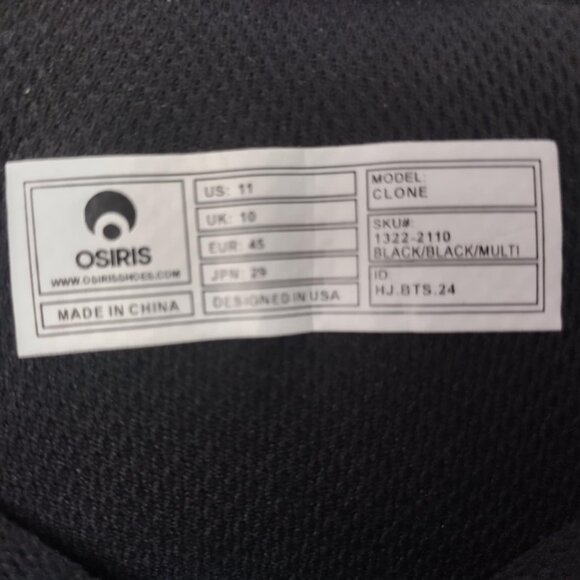 OSIRIS
WWW.OSIRISSHOES.COM
MADE IN CHINA
US: 11
UK: 10
EUR: 45
JPN: 29
DESIGNED IN USA
MODEL:
CLONE
SKU#:
1322-2110
BLACK/BLACK/MULTI
ID:
HJ.BTS.24